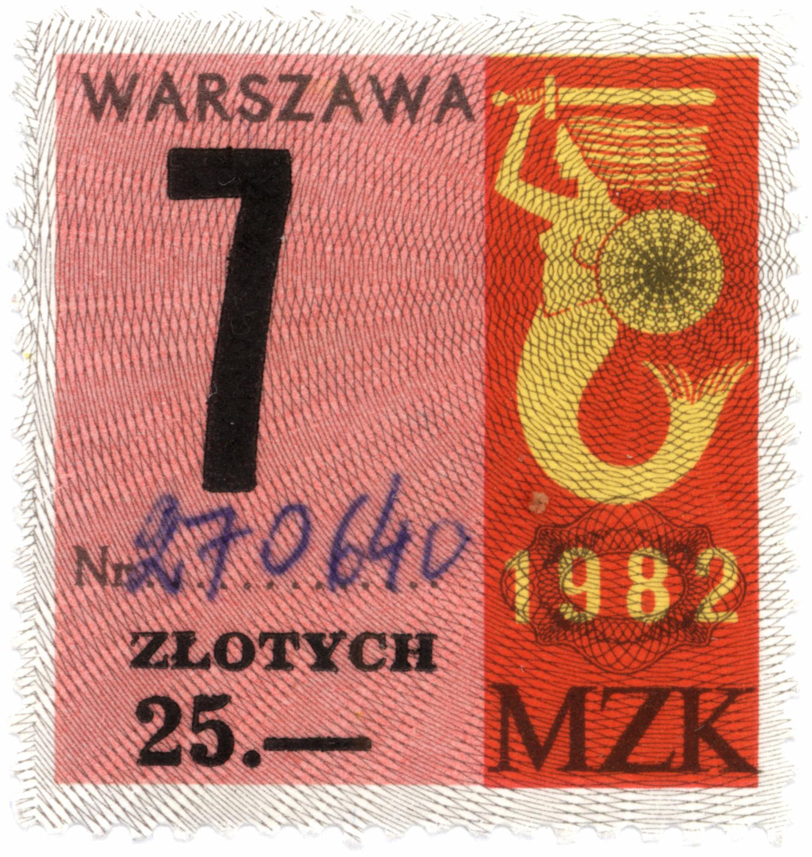 WARSZAWA
7
Nr. 270640
ZŁOTYCH
25.—
1982
MZK